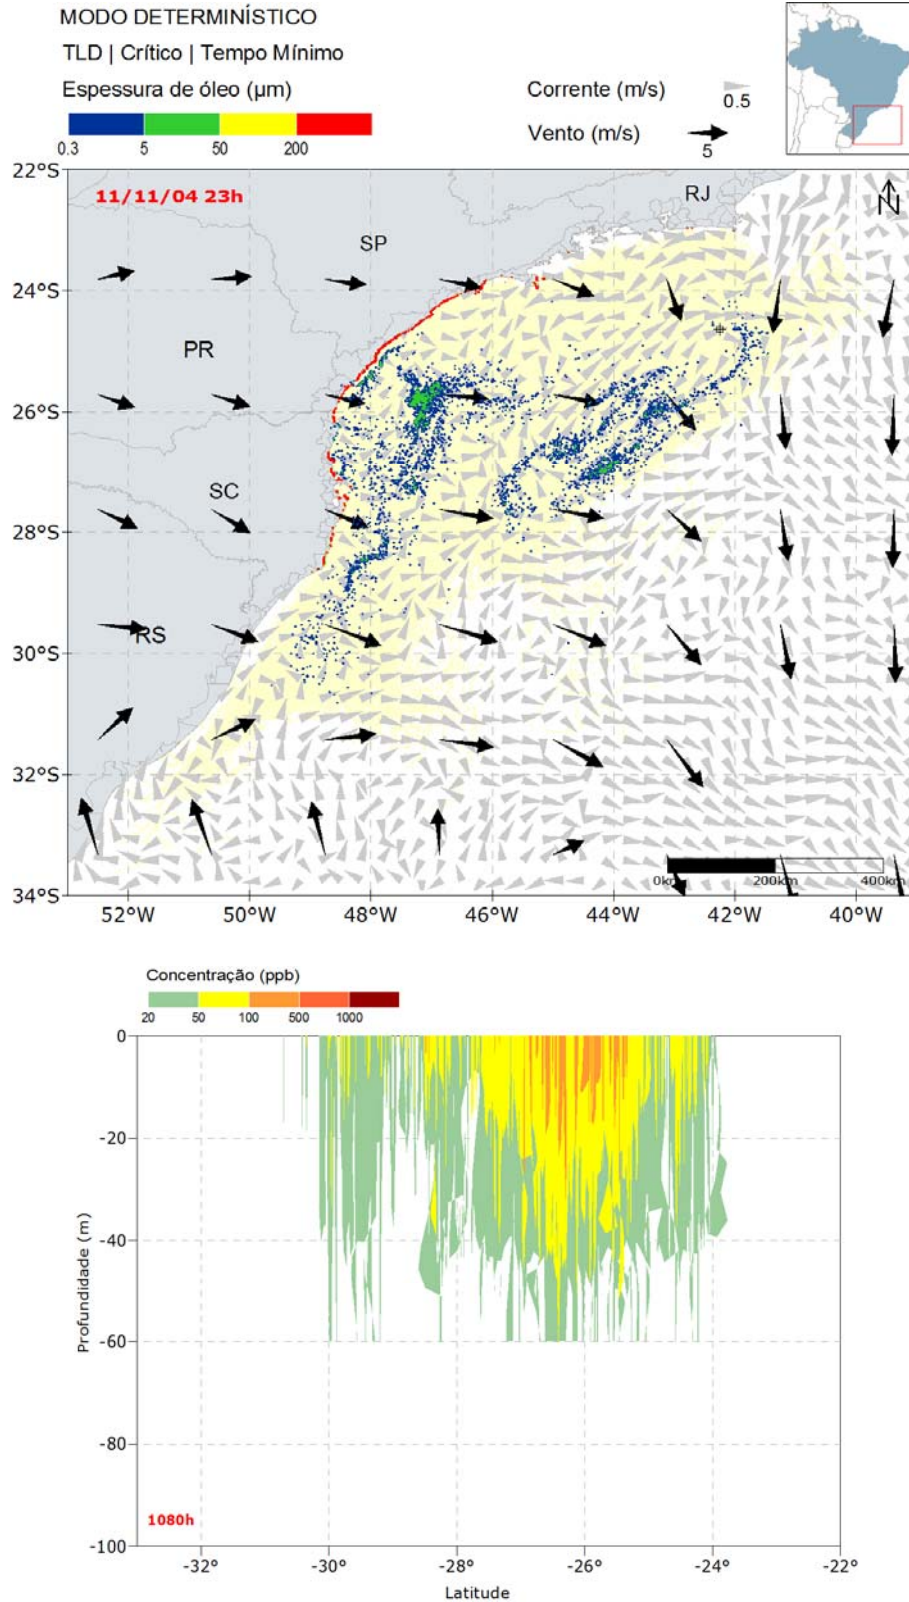 MODO DETERMINÍSTICO
TLD | Crítico | Tempo Mínimo
Espessura de óleo (µm)
0.3 5 50 200
Corrente (m/s) 0.5
Vento (m/s) 5
22°S
24°S
26°S
28°S
30°S
32°S
34°S
11/11/04 23h
RJ
N
SP
PR
SC
RS
0km 200km 400km
52°W 50°W 48°W 46°W 44°W 42°W 40°W
Concentração (ppb)
20 50 100 500 1000
0
-20
-40
-60
-80
-100
Profundidade (m)
1080h
-32° -30° -28° -26° -24° -22°
Latitude